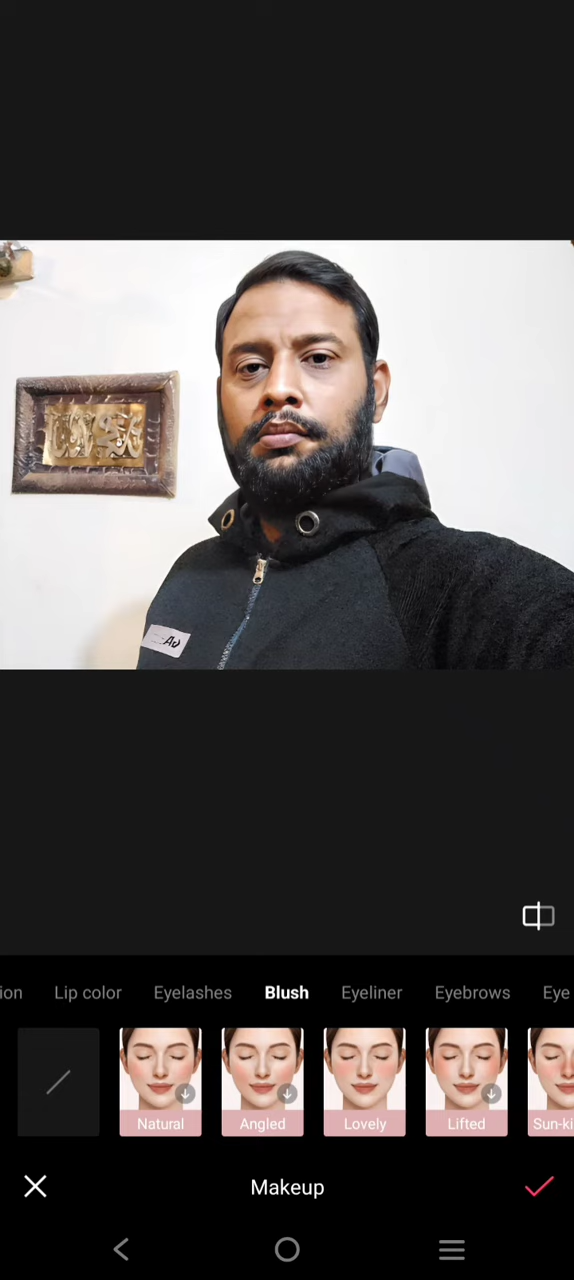 ion Lip color Eyelashes Blush Eyeliner Eyebrows Eye
Natural Angled Lovely Lifted Sun-ki
Makeup